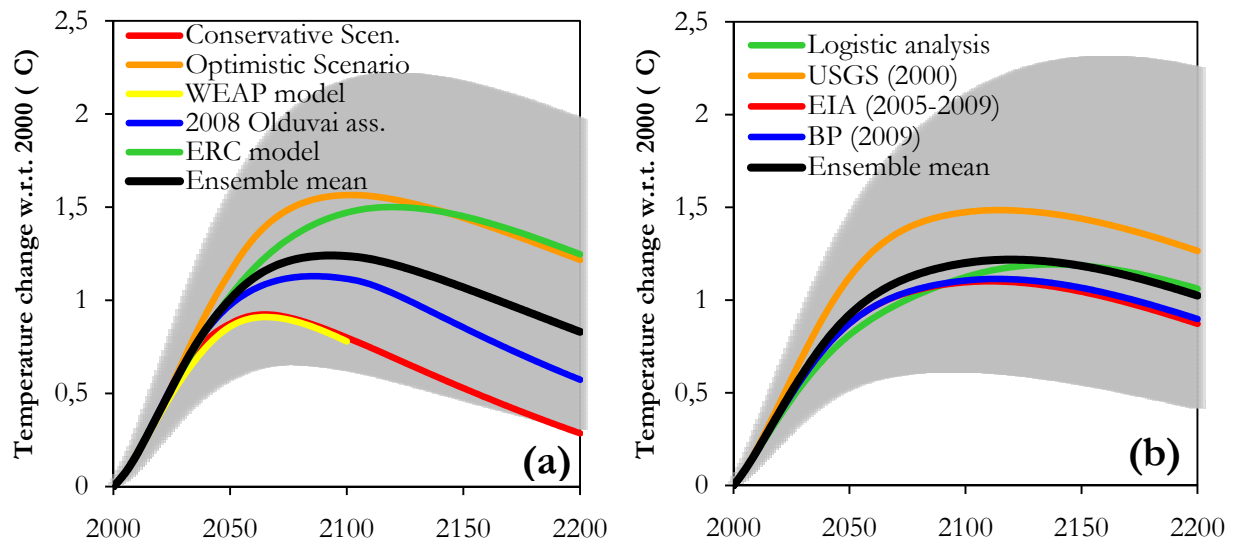 Temperature change w.r.t. 2000 ( C)
2,5
2
1,5
1
0,5
0
Conservative Scen.
Optimistic Scenario
WEAP model
2008 Olduvai ass.
ERC model
Ensemble mean
(a)
2000 2050 2100 2150 2200
Temperature change w.r.t. 2000 ( C)
2,5
2
1,5
1
0,5
0
Logistic analysis
USGS (2000)
EIA (2005-2009)
BP (2009)
Ensemble mean
(b)
2000 2050 2100 2150 2200